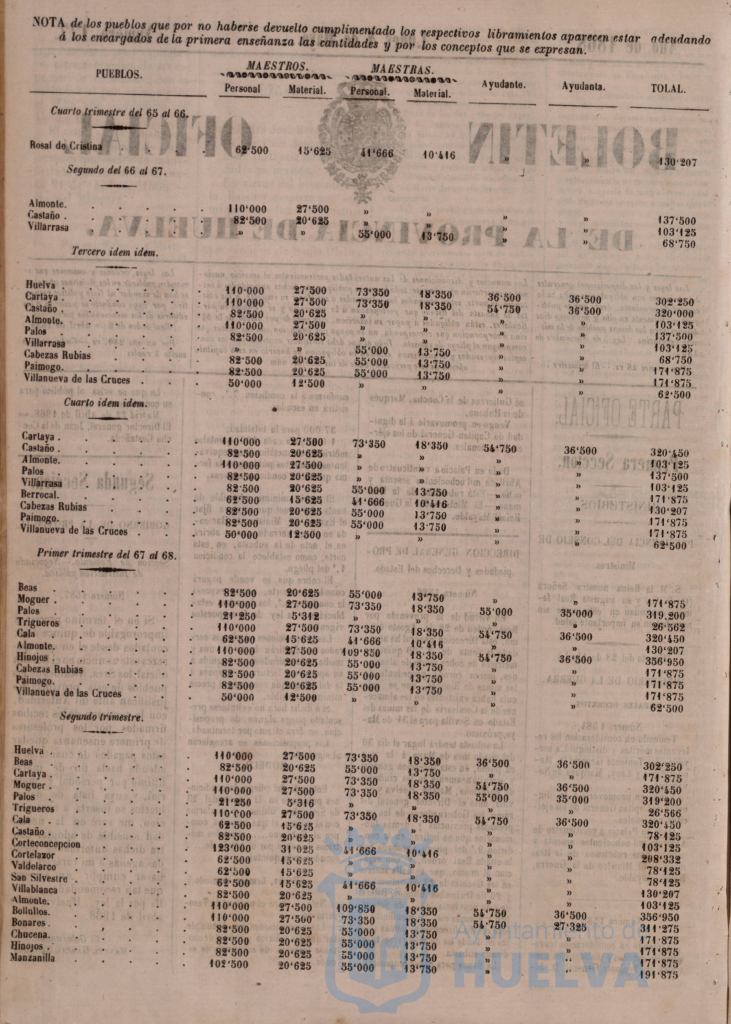 NOTA de los pueblos que por no haberse devuelto cumplimentado los respectivos libramientos aparecen estar adeudando
á los encargados de la primera enseñanza las cantidades y por los conceptos que se expresan.
PUEBLOS. MAESTROS. MAESTRAS. Ayudante. Ayudanta. TOLAL.
Personal Material. Personal. Material.
Cuarto trimestre del 65 al 66.
Rosal de Cristina 62'500 15'625 41'666 10'416 » » 130'207
Segundo del 66 al 67.
Almonte. 110'000 27'500 » » » » 137'500
Castaño . 82'500 20'625 » » » » 103'125
Villarrasa » » 55'000 13'750 » » 68'750
Tercero idem idem.
Huelva . 110'000 27'500 73'350 18'350 36'500 36'500 302'250
Cartaya . 110'000 27'500 73'350 18'350 54'750 36'500 320'000
Castaño . 82'500 20'625 » » » » 103'125
Almonte. 110'000 27'500 » » » » 137'500
Palos 82'500 20'625 » » » » 103'125
Villarrasa » » 55'000 13'750 » » 68'750
Cabezas Rubias 82'500 20'625 55'000 13'750 » » 171'875
Paimogo. 82'500 20'625 55'000 13'750 » » 171'875
Villanueva de las Cruces . 50'000 12'500 » » » » 62'500
Cuarto idem idem.
Cartaya . 110'000 27'500 73'350 18'350 54'750 36'500 320'450
Castaño . 82'500 20'625 » » » » 103'125
Almonte. 110'000 27'500 » » » » 137'500
Palos 82'500 20'625 » » » » 103'125
Villarrasa 82'500 20'625 55'000 13'750 » » 171'875
Berrocal. 62'500 15'625 41'666 10'416 » » 130'207
Cabezas Rubias 82'500 20'625 55'000 13'750 » » 171'875
Paimogo. 82'500 20'625 55'000 13'750 » » 171'875
Villanueva de las Cruces . 50'000 12'500 » » » » 62'500
Primer trimestre del 67 al 68.
Beas 82'500 20'625 55'000 13'750 » » 171'875
Moguer . 110'000 27'500 73'350 18'350 55'000 35'000 319'200
Palos 21'250 5'312 » » » » 26'562
Trigueros 110'000 27'500 73'350 18'350 54'750 36'500 320'450
Cala 62'500 15'625 41'666 10'416 » » 130'207
Almonte. 110'000 27'500 109'850 18'350 54'750 36'500 356'950
Hinojos . 82'500 20'625 55'000 13'750 » » 171'875
Cabezas Rubias 82'500 20'625 55'000 13'750 » » 171'875
Paimogo. 82'500 20'625 55'000 13'750 » » 171'875
Villanueva de las Cruces . 50'000 12'500 » » » » 62'500
Segundo trimestre.
Huelva . 110'000 27'500 73'350 18'350 36'500 36'500 302'250
Beas 82'500 20'625 55'000 13'750 » » 171'875
Cartaya . 110'000 27'500 73'350 18'350 54'750 36'500 320'450
Moguer . 110'000 27'500 73'350 18'350 55'000 35'000 319'200
Palos 21'250 5'316 » » » » 26'566
Trigueros 110'000 27'500 73'350 18'350 54'750 36'500 320'450
Cala 62'500 15'625 » » » » 78'125
Castaño . 82'500 20'625 » » » » 103'125
Corteconcepcion 123'000 31'025 41'666 10'416 » » 208'332
Cortelazor 62'500 15'625 » » » » 78'125
Valdelarco 62'500 15'625 » » » » 78'125
San Silvestre . 62'500 15'625 41'666 10'416 » » 130'207
Villablanca 82'500 20'625 » » » » 103'125
Almonte. 110'000 27'500 109'850 18'350 54'750 36'500 356'950
Bollullos. 110'000 27'500 73'350 18'350 54'750 27'325 311'275
Bonares. 82'500 20'625 55'000 13'750 » » 171'875
Chucena. 82'500 20'625 55'000 13'750 » » 171'875
Hinojos . 82'500 20'625 55'000 13'750 » » 171'875
Manzanilla 102'500 20'625 55'000 13'750 » » 191'875
Ayuntamiento de
HUELVA